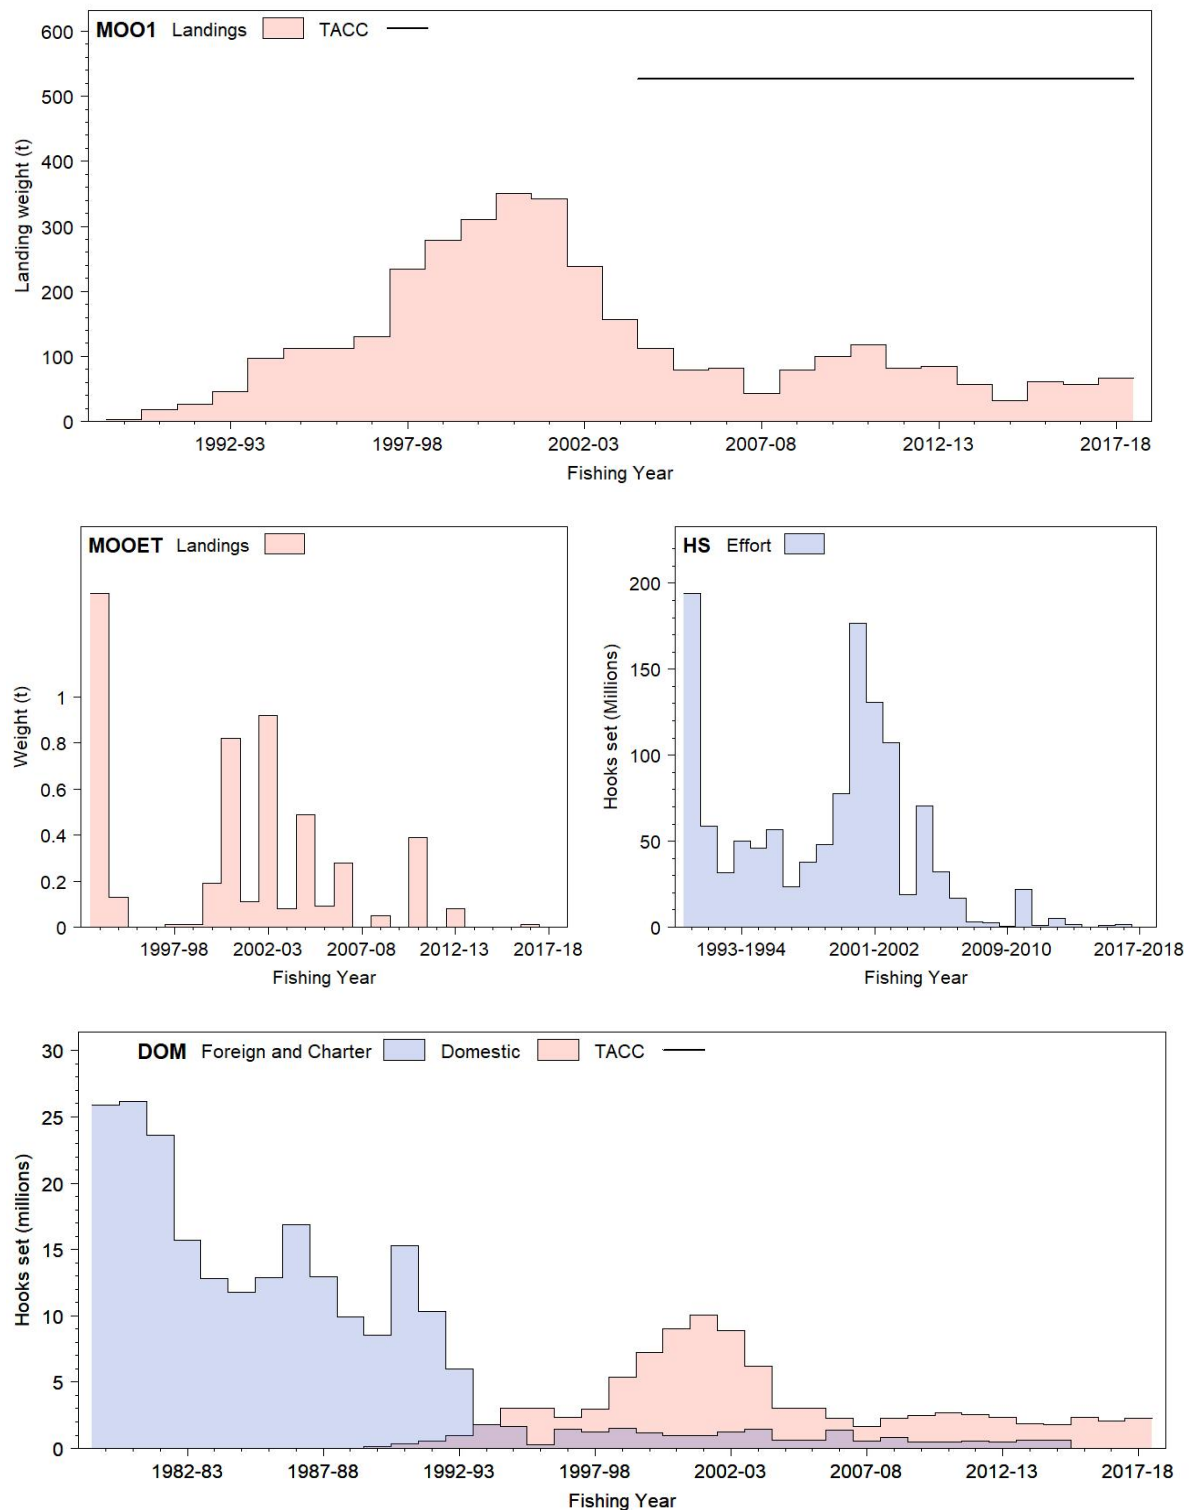 MOO1 Landings TACC
600
500
400
300
200
100
0
Landing weight (t)
1992-93 1997-98 2002-03 2007-08 2012-13 2017-18
Fishing Year
MOOET Landings
1
0.8
0.6
0.4
0.2
0
Weight (t)
1997-98 2002-03 2007-08 2012-13 2017-18
Fishing Year
HS Effort
200
150
100
50
0
Hooks set (Millions)
1993-1994 2001-2002 2009-2010 2017-2018
Fishing Year
DOM Foreign and Charter Domestic TACC
30
25
20
15
10
5
0
Hooks set (millions)
1982-83 1987-88 1992-93 1997-98 2002-03 2007-08 2012-13 2017-18
Fishing Year